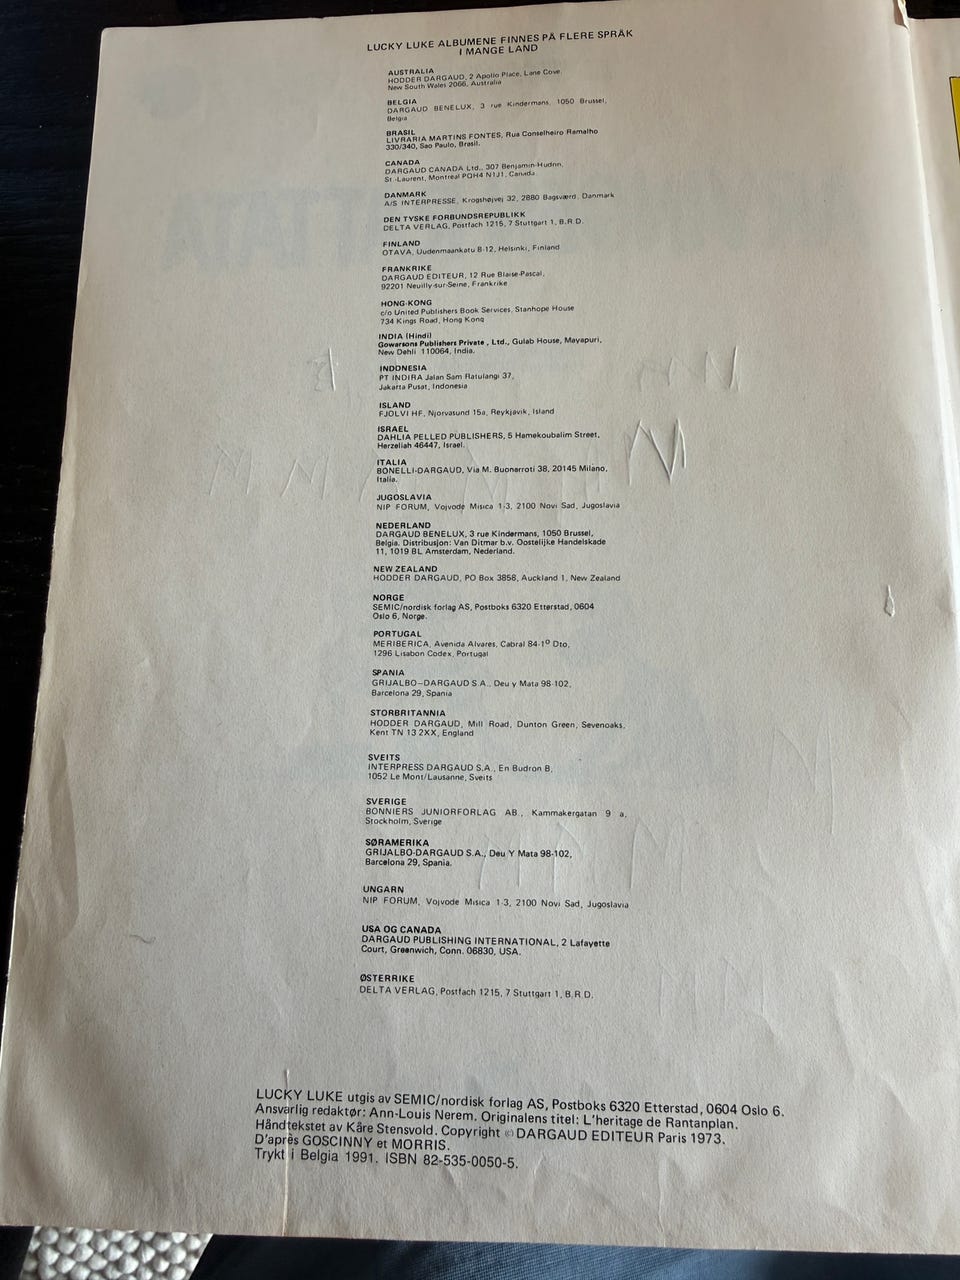 LUCKY LUKE ALBUMENE FINNES PÅ FLERE SPRÅK
I MANGE LAND
AUSTRALIA
HODDER DARGAUD, 2 Apollo Place, Lane Cove,
New South Wales 2066, Australia
BELGIA
DARGAUD BENELUX, 3 rue Kindermans, 1050 Brussel,
Belgia
BRASIL
LIVRARIA MARTINS FONTES, Rua Conselheiro Ramalho
330/340, Sao Paulo, Brasil.
CANADA
DARGAUD CANADA Ltd., 307 Benjamin-Hudon,
St.-Laurent, Montreal PQH4 N1J1, Canada
DANMARK
A/S INTERPRESSE, Krogshøjvej 32, 2880 Bagsværd, Danmark
DEN TYSKE FORBUNDSREPUBLIKK
DELTA VERLAG, Postfach 1215, 7 Stuttgart 1, B.R.D.
FINLAND
OTAVA, Uudenmaankatu 8-12, Helsinki, Finland
FRANKRIKE
DARGAUD EDITEUR, 12 Rue Blaise-Pascal,
92201 Neuilly-sur-Seine, Frankrike
HONG-KONG
c/o United Publishers Book Services, Stanhope House
734 Kings Road, Hong Kong
INDIA (Hindi)
Gowarsons Publishers Private, Ltd., Gulab House, Mayapuri,
New Dehli 110064, India.
INDONESIA
PT INDIRA Jalan Sam Ratulangi 37,
Jakarta Pusat, Indonesia
ISLAND
FJOLVI HF, Njorvasund 15a, Reykjavik, Island
ISRAEL
DAHLIA PELLED PUBLISHERS, 5 Hamekoubalim Street,
Herzeliah 46447, Israel.
ITALIA
BONELLI-DARGAUD, Via M. Buonarroti 38, 20145 Milano,
Italia.
JUGOSLAVIA
NIP FORUM, Vojvode Misica 1-3, 2100 Novi Sad, Jugoslavia
NEDERLAND
DARGAUD BENELUX, 3 rue Kindermans, 1050 Brussel,
Belgia. Distribusjon: Van Ditmar b.v. Oostelijke Handelskade
11, 1019 BL Amsterdam, Nederland.
NEW ZEALAND
HODDER DARGAUD, PO Box 3858, Auckland 1, New Zealand
NORGE
SEMIC/nordisk forlag AS, Postboks 6320 Etterstad, 0604
Oslo 6, Norge.
PORTUGAL
MERIBERICA, Avenida Alvares, Cabral 84-1º Dto,
1296 Lisabon Codex, Portugal
SPANIA
GRIJALBO–DARGAUD S.A., Deu y Mata 98-102,
Barcelona 29, Spania
STORBRITANNIA
HODDER DARGAUD, Mill Road, Dunton Green, Sevenoaks,
Kent TN 13 2XX, England
SVEITS
INTERPRESS DARGAUD S.A., En Budron B,
1052 Le Mont/Lausanne, Sveits
SVERIGE
BONNIERS JUNIORFORLAG AB., Kammakergatan 9 a,
Stockholm, Sverige
SØRAMERIKA
GRIJALBO-DARGAUD S.A., Deu Y Mata 98-102,
Barcelona 29, Spania.
UNGARN
NIP FORUM, Vojvode Misica 1-3, 2100 Novi Sad, Jugoslavia
USA OG CANADA
DARGAUD PUBLISHING INTERNATIONAL, 2 Lafayette
Court, Greenwich, Conn. 06830, USA.
ØSTERRIKE
DELTA VERLAG, Postfach 1215, 7 Stuttgart 1, B.R.D.
LUCKY LUKE utgis av SEMIC/nordisk forlag AS, Postboks 6320 Etterstad, 0604 Oslo 6.
Ansvarlig redaktør: Ann-Louis Nerem. Originalens titel: L'heritage de Rantanplan.
Håndtekstet av Kåre Stensvold. Copyright © DARGAUD EDITEUR Paris 1973.
D'après GOSCINNY et MORRIS.
Trykt i Belgia 1991. ISBN 82-535-0050-5.